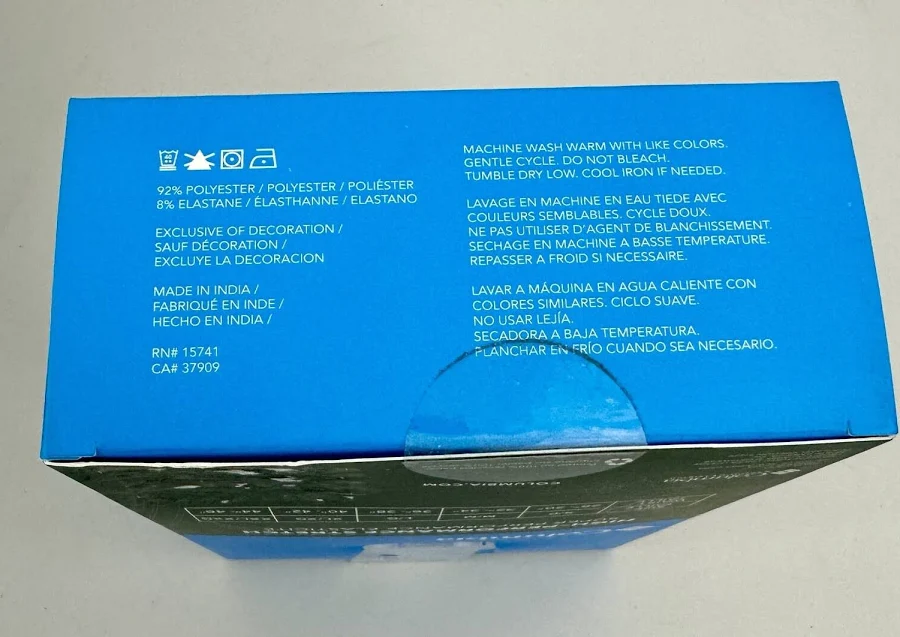 92% POLYESTER / POLYESTER / POLIÉSTER
8% ELASTANE / ÉLASTHANNE / ELASTANO
EXCLUSIVE OF DECORATION /
SAUF DÉCORATION /
EXCLUYE LA DECORACION
MADE IN INDIA /
FABRIQUÉ EN INDE /
HECHO EN INDIA /
RN# 15741
CA# 37909
MACHINE WASH WARM WITH LIKE COLORS.
GENTLE CYCLE. DO NOT BLEACH.
TUMBLE DRY LOW. COOL IRON IF NEEDED.
LAVAGE EN MACHINE EN EAU TIEDE AVEC
COULEURS SEMBLABLES. CYCLE DOUX.
NE PAS UTILISER D'AGENT DE BLANCHISSEMENT.
SECHAGE EN MACHINE A BASSE TEMPERATURE.
REPASSER A FROID SI NECESSAIRE.
LAVAR A MÁQUINA EN AGUA CALIENTE CON
COLORES SIMILARES. CICLO SUAVE.
NO USAR LEJÍA.
SECADORA A BAJA TEMPERATURA.
PLANCHAR EN FRÍO CUANDO SEA NECESARIO.
COLUMBIA.COM